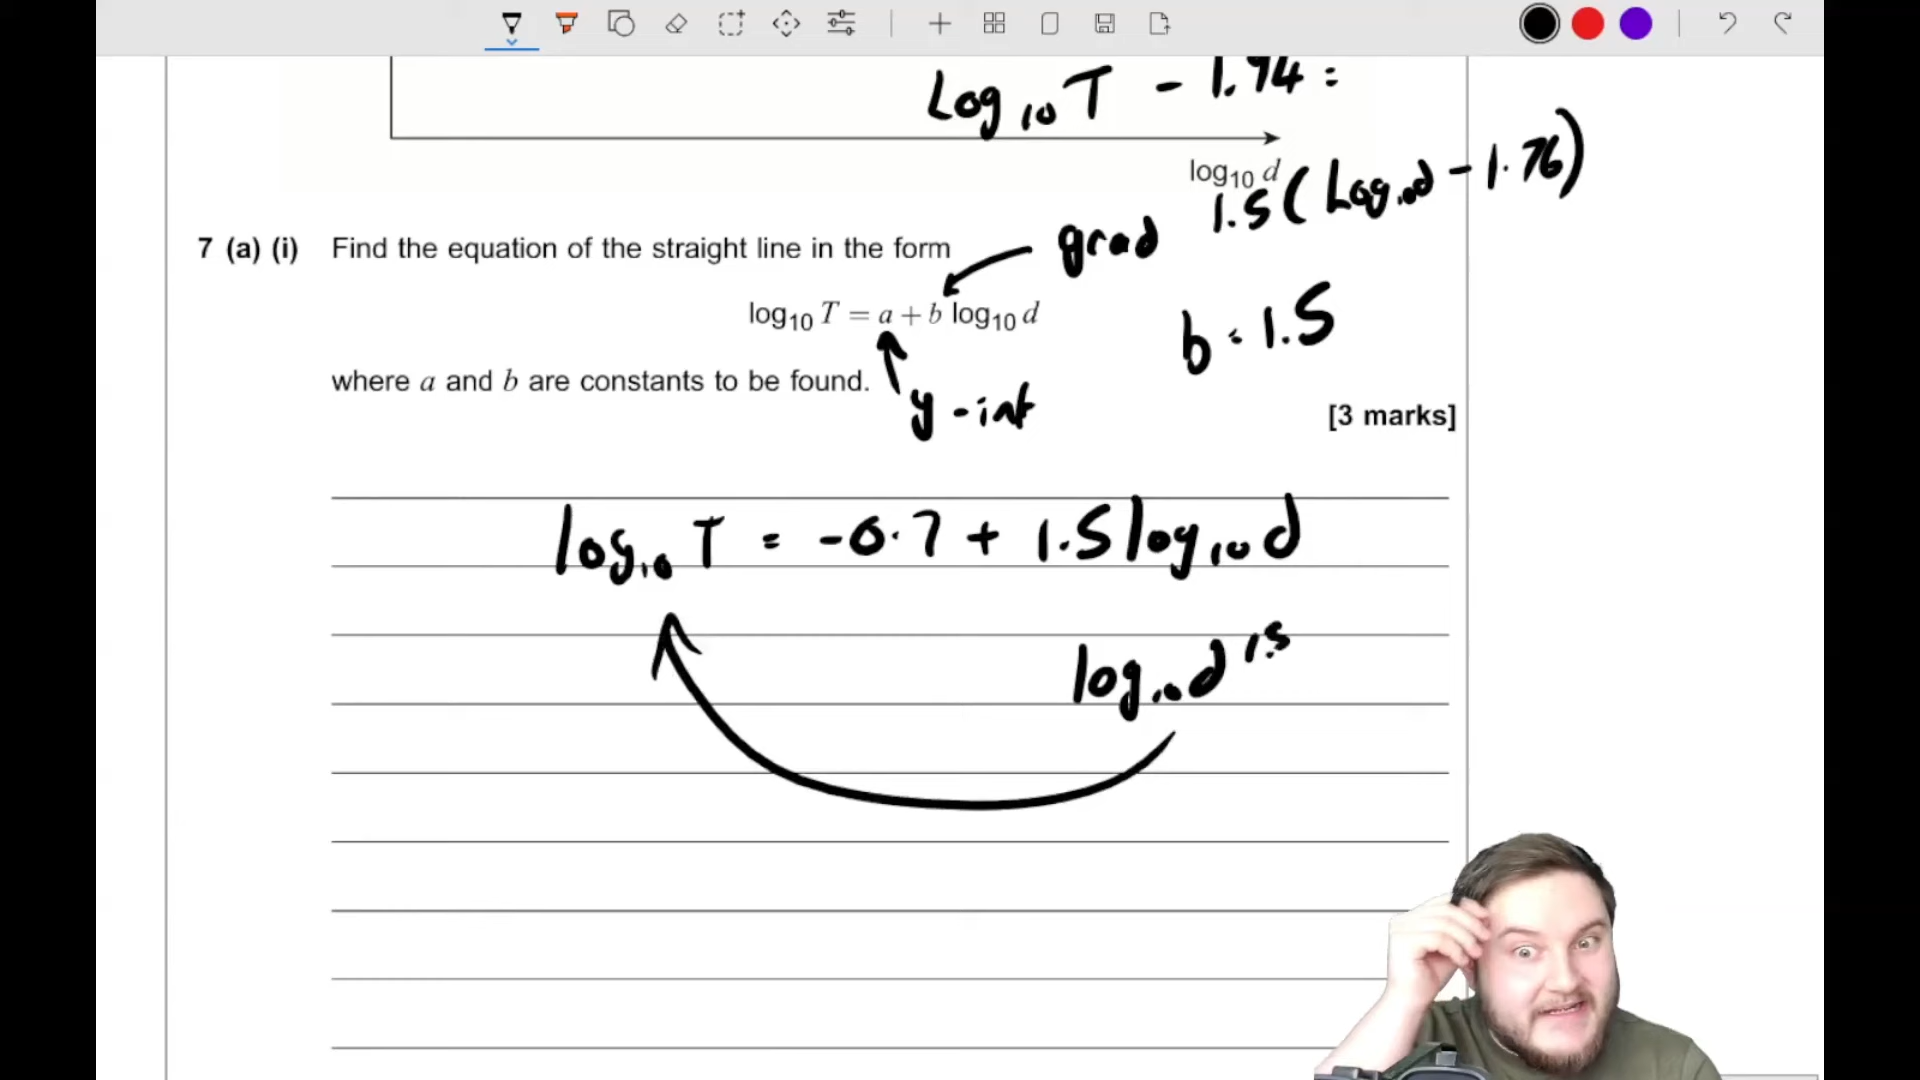 Log₁₀ T - 1.94 =
log₁₀ d
1.5 (Log₁₀ d - 1.76)
7 (a) (i) Find the equation of the straight line in the form
grad
log₁₀ T = a + b log₁₀ d
b = 1.5
where a and b are constants to be found.
y-int
[3 marks]
log₁₀ T = -0.7 + 1.5 log₁₀ d
log₁₀ d^1.5